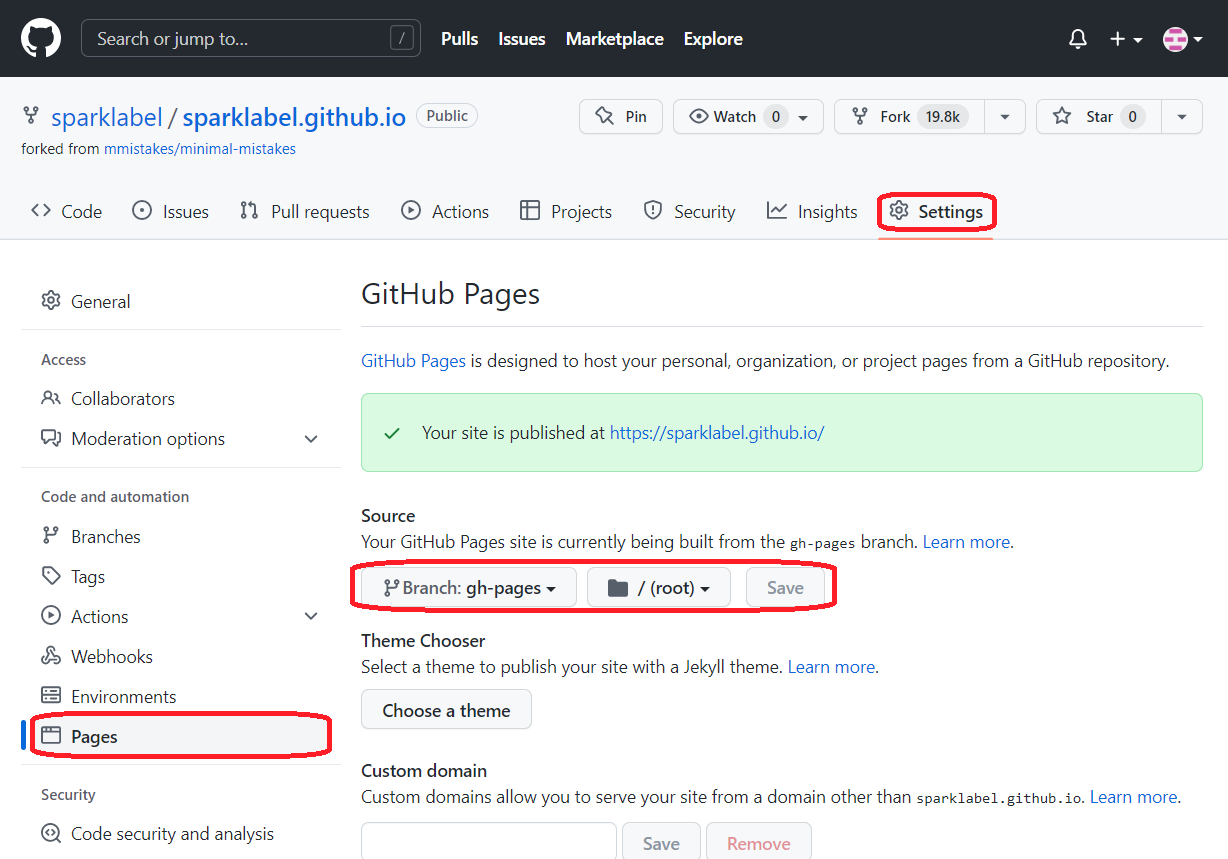 Search or jump to... / Pulls Issues Marketplace Explore
sparklabel / sparklabel.github.io Public Pin Watch 0 Fork 19.8k Star 0
forked from mmistakes/minimal-mistakes
Code Issues Pull requests Actions Projects Security Insights Settings
General
Access
Collaborators
Moderation options
Code and automation
Branches
Tags
Actions
Webhooks
Environments
Pages
Security
Code security and analysis
GitHub Pages
GitHub Pages is designed to host your personal, organization, or project pages from a GitHub repository.
Your site is published at https://sparklabel.github.io/
Source
Your GitHub Pages site is currently being built from the gh-pages branch. Learn more.
Branch: gh-pages / (root) Save
Theme Chooser
Select a theme to publish your site with a Jekyll theme. Learn more.
Choose a theme
Custom domain
Custom domains allow you to serve your site from a domain other than sparklabel.github.io. Learn more.
Save Remove